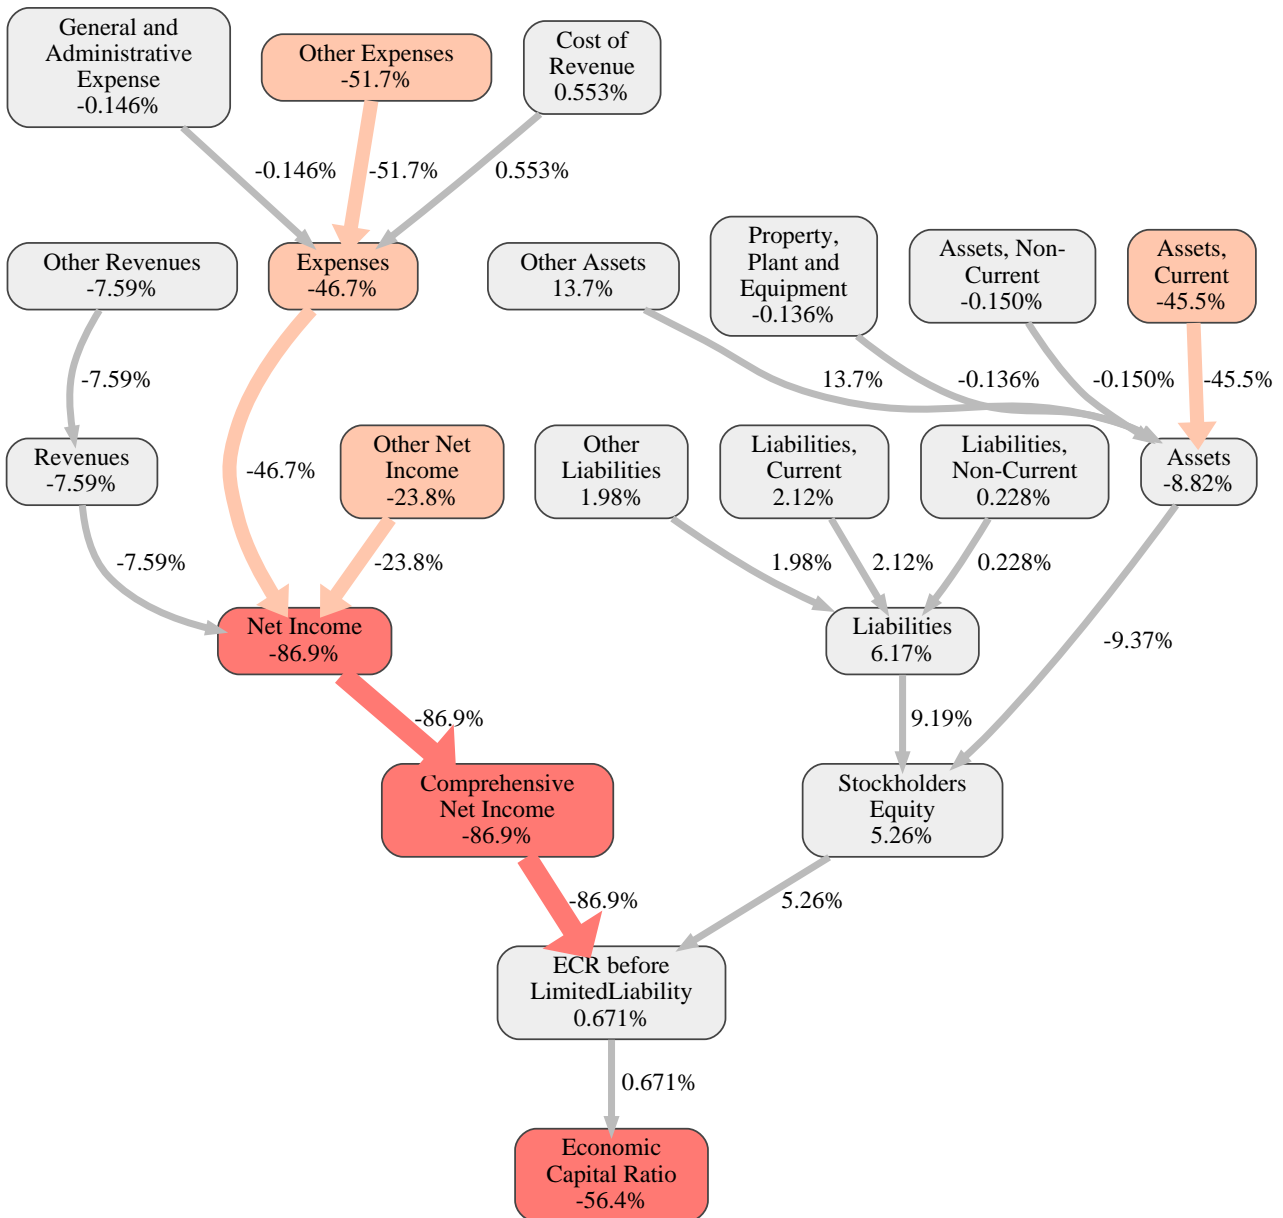 General and
Administrative
Expense
-0.146%
Other Expenses
-51.7%
Cost of
Revenue
0.553%
-0.146%
-51.7%
0.553%
Other Revenues
-7.59%
Expenses
-46.7%
Other Assets
13.7%
Property,
Plant and
Equipment
-0.136%
Assets, Non-
Current
-0.150%
Assets,
Current
-45.5%
-7.59%
13.7%
-0.136%
-0.150%
-45.5%
Revenues
-7.59%
-46.7%
Other Net
Income
-23.8%
Other
Liabilities
1.98%
Liabilities,
Current
2.12%
Liabilities,
Non-Current
0.228%
Assets
-8.82%
-7.59%
-23.8%
1.98%
2.12%
0.228%
Net Income
-86.9%
Liabilities
6.17%
-9.37%
-86.9%
9.19%
Comprehensive
Net Income
-86.9%
Stockholders
Equity
5.26%
-86.9%
5.26%
ECR before
LimitedLiability
0.671%
0.671%
Economic
Capital Ratio
-56.4%